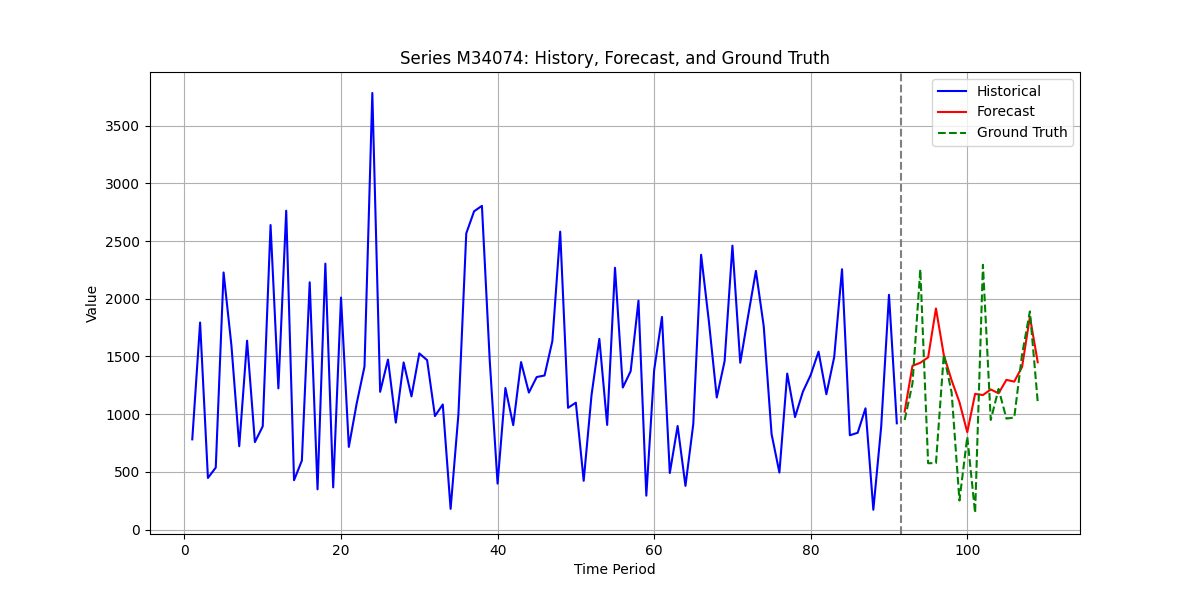 Series M34074: History, Forecast, and Ground Truth
Historical
Forecast
Ground Truth
Value
3500
3000
2500
2000
1500
1000
500
0
0 20 40 60 80 100
Time Period